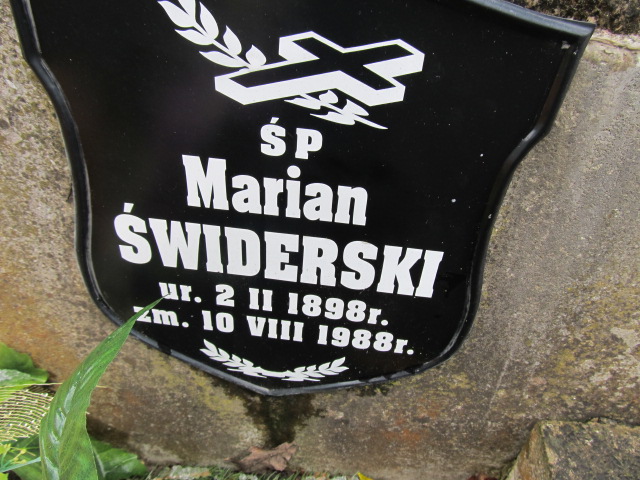 ŚP
Marian
ŚWIDERSKI
ur. 2 II 1898r.
zm. 10 VIII 1988r.